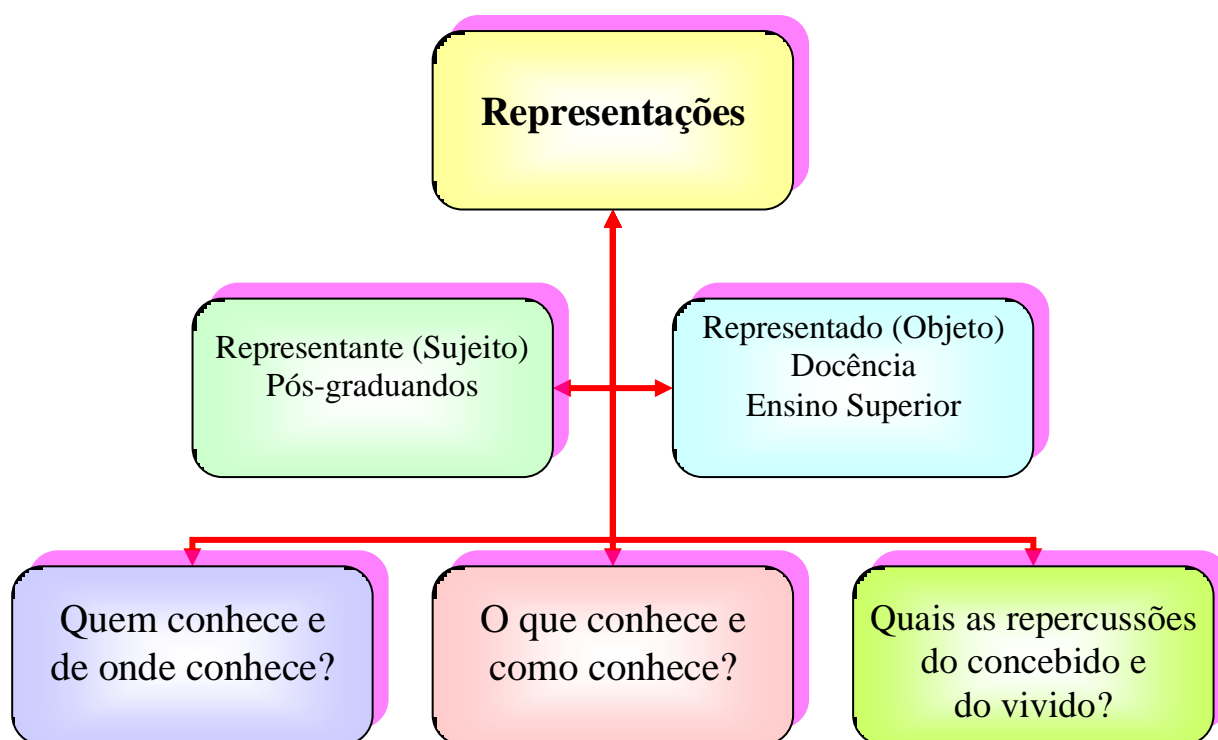 Representações
Representante (Sujeito)
Pós-graduandos
Representado (Objeto)
Docência
Ensino Superior
Quem conhece e
de onde conhece?
O que conhece e
como conhece?
Quais as repercussões
do concebido e
do vivido?